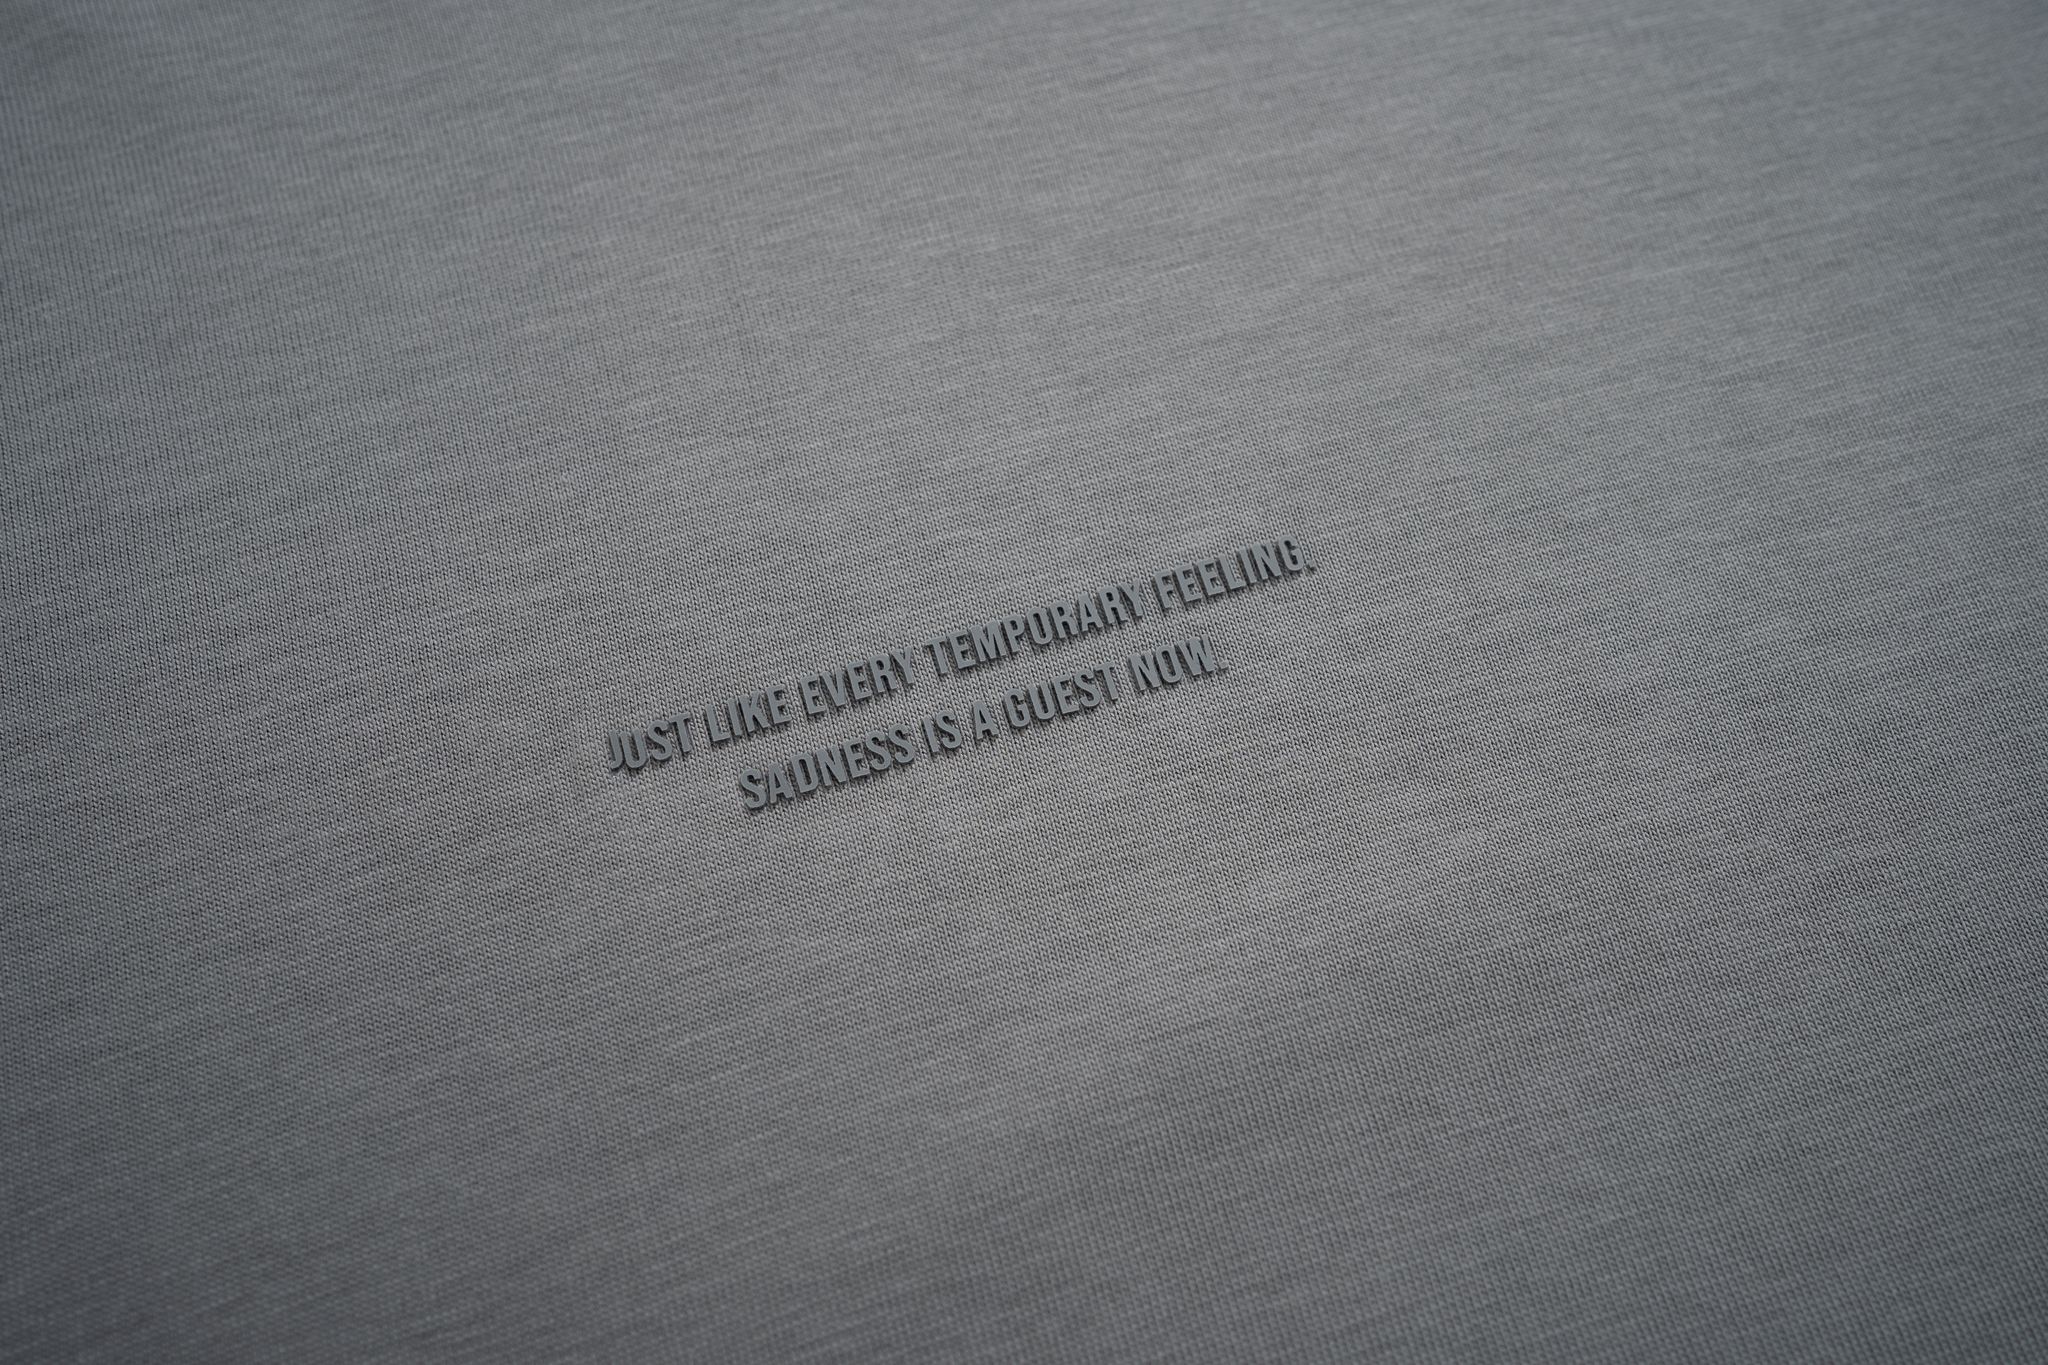 JUST LIKE EVERY TEMPORARY FEELING,
SADNESS IS A GUEST NOW.